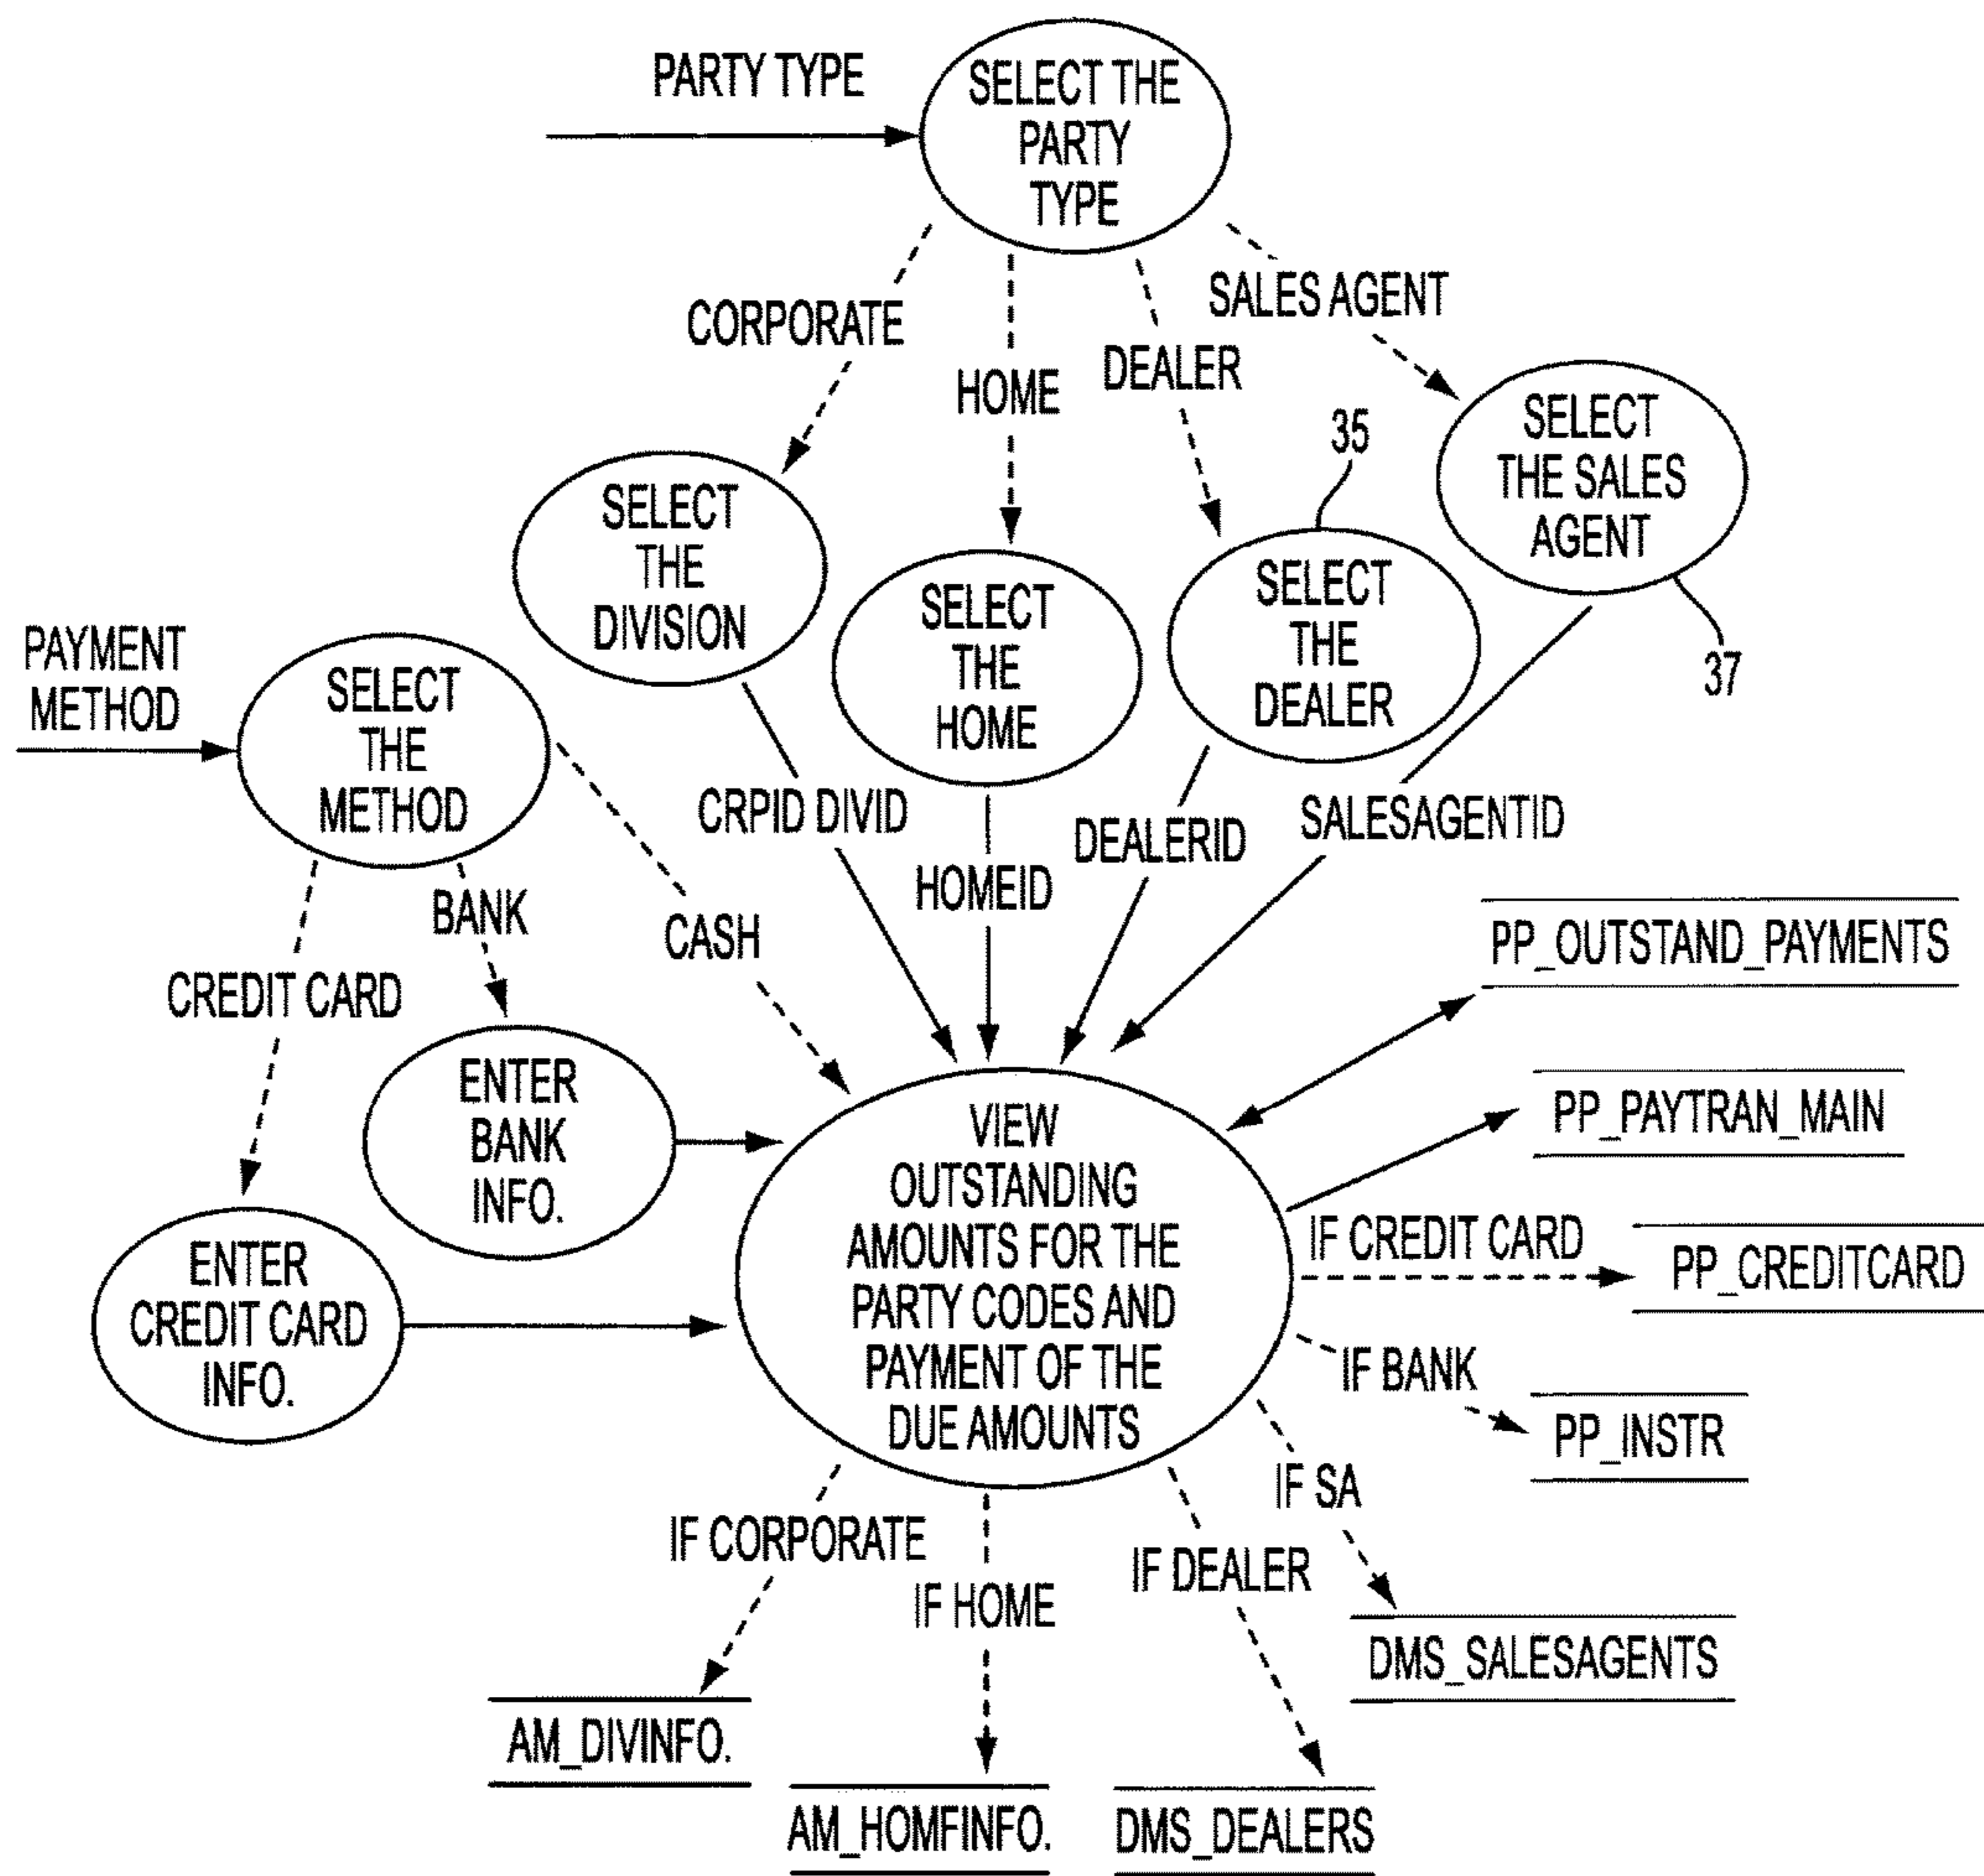 PARTY TYPE
SELECT THE
PARTY
TYPE
CORPORATE
HOME
DEALER
SALES AGENT
35
37
SELECT
THE
DIVISION
SELECT
THE
HOME
SELECT
THE
DEALER
SELECT
THE SALES
AGENT
PAYMENT
METHOD
SELECT
THE
METHOD
CRPID DIVID
HOMEID
DEALERID
SALESAGENTID
CREDIT CARD
BANK
CASH
ENTER
BANK
INFO.
ENTER
CREDIT CARD
INFO.
VIEW
OUTSTANDING
AMOUNTS FOR THE
PARTY CODES AND
PAYMENT OF THE
DUE AMOUNTS
PP_OUTSTAND_PAYMENTS
PP_PAYTRAN_MAIN
IF CREDIT CARD
PP_CREDITCARD
IF BANK
PP_INSTR
IF SA
DMS_SALESAGENTS
IF DEALER
DMS_DEALERS
IF HOME
AM_HOMFINFO.
IF CORPORATE
AM_DIVINFO.